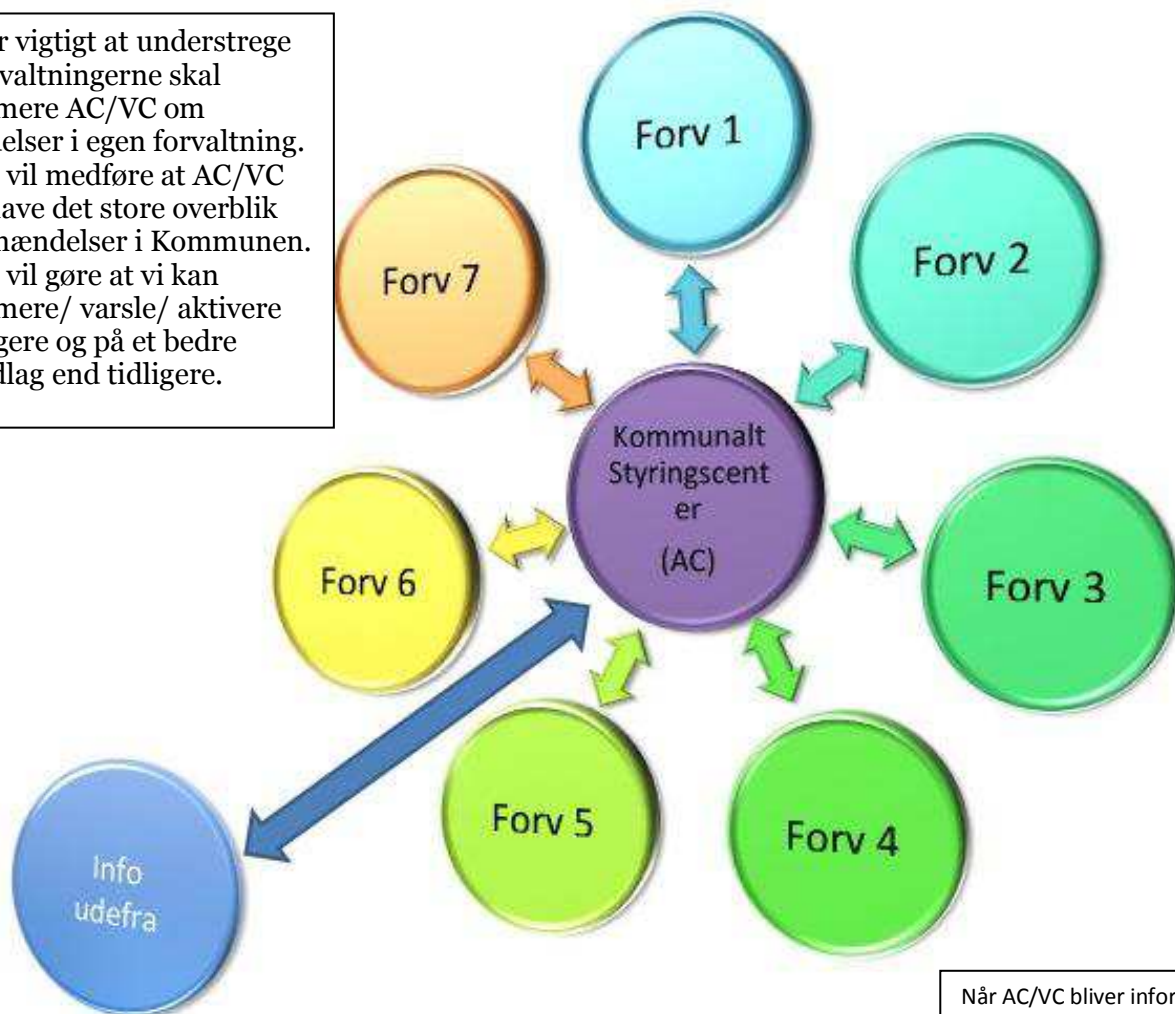 r vigtigt at understrege
valtningerne skal
mere AC/VC om
delser i egen forvaltning.
vil medføre at AC/VC
ave det store overblik
hændelser i Kommunen.
vil gøre at vi kan
mere/ varsle/ aktivere
gere og på et bedre
dlag end tidligere.
Forv 1
Forv 2
Forv 7
Kommunalt
Styringscent
er
(AC)
Forv 3
Forv 6
Forv 5
Forv 4
Info
udefra
Når AC/VC bliver infor